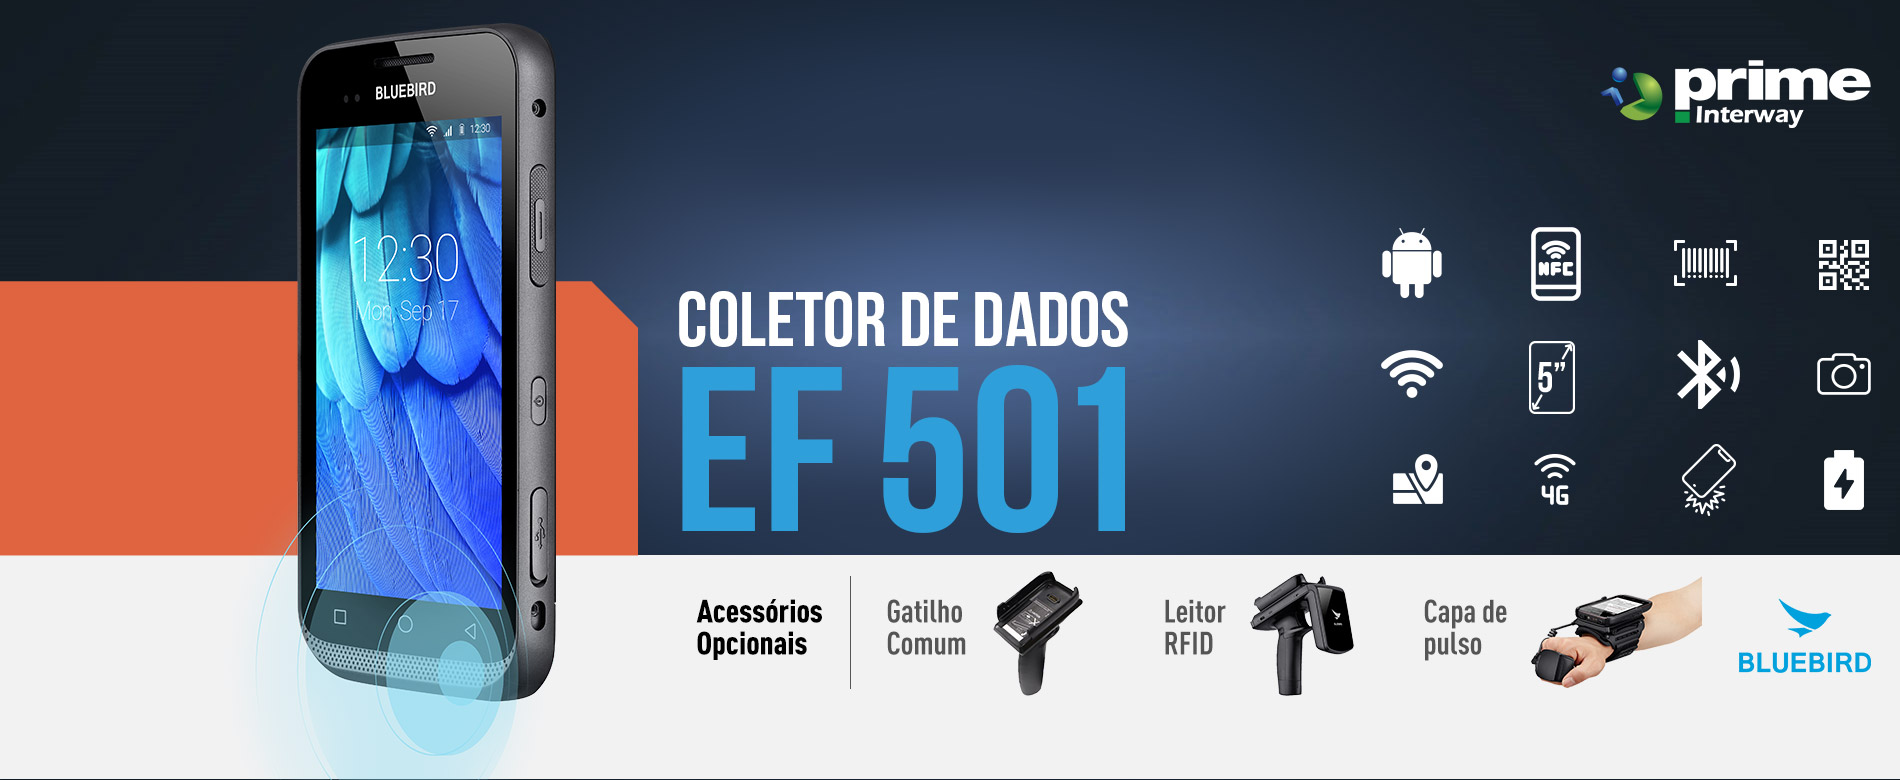 BLUEBIRD
12:30
12:30
Mon, Sep 17
prime
Interway
NFC
COLETOR DE DADOS
EF 501
5”
4G
Acessórios
Opcionais
Gatilho
Comum
Leitor
RFID
Capa de
pulso
BLUEBIRD